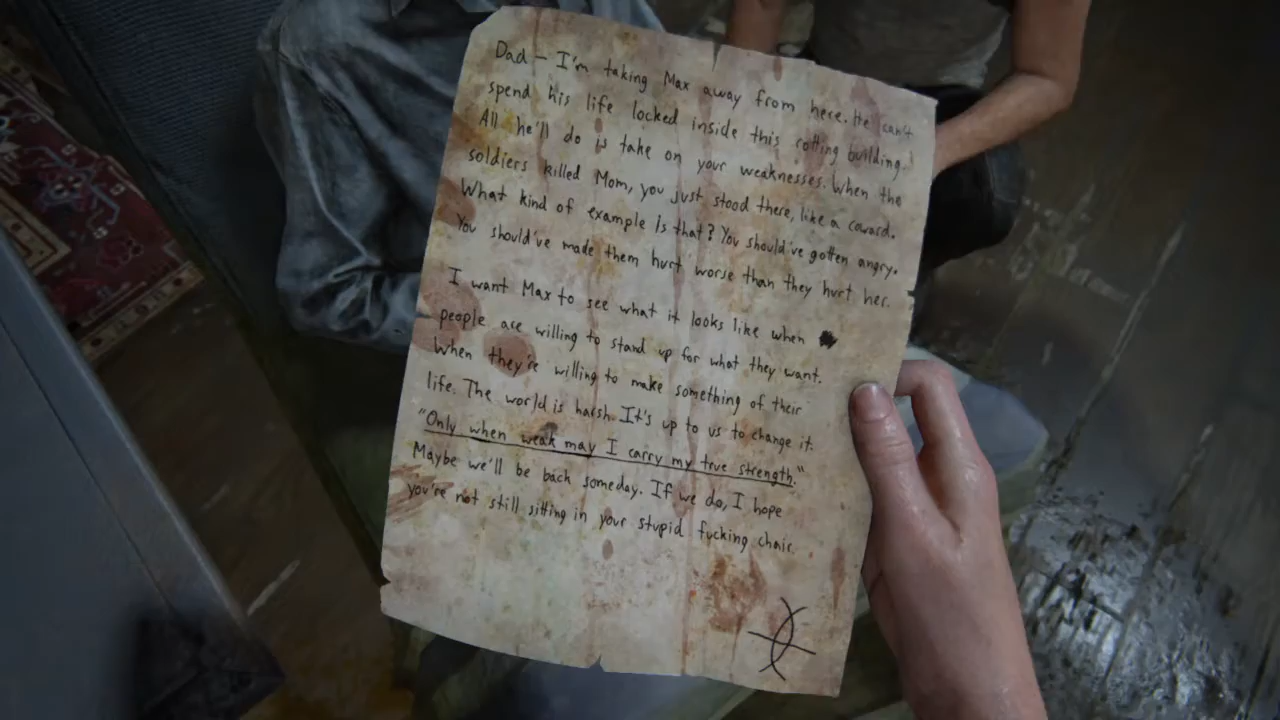 Dad – I'm taking Max away from here. He can't
spend his life locked inside this rotting building.
All he'll do is take on your weaknesses. When the
soldiers killed Mom, you just stood there, like a coward.
What kind of example is that? You should've gotten angry.
You should've made them hurt worse than they hurt her.
I want Max to see what it looks like when
people are willing to stand up for what they want.
When they're willing to make something of their
life. The world is harsh. It's up to us to change it.
"Only when weak may I carry my true strength."
Maybe we'll be back someday. If we do, I hope
you're not still sitting in your stupid fucking chair.